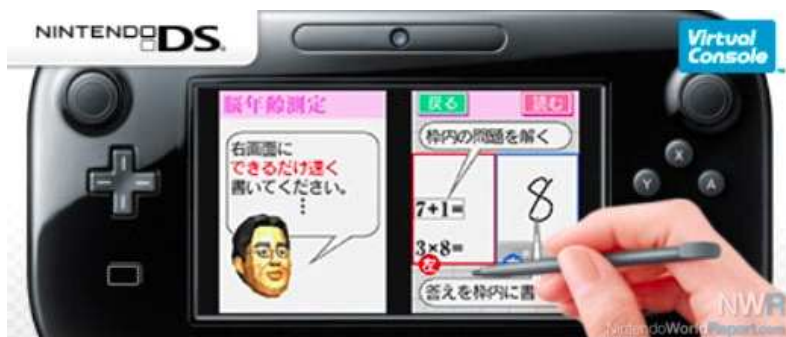 NINTENDO DS
Virtual
Console
脳年齢測定
右画面に
できるだけ速く
書いてください。
…
戻る
読む
枠内の問題を解く
7+1=
3×8=
8
左
答えを枠内に書
X
Y
A
NWR
NintendoWorldReport.com